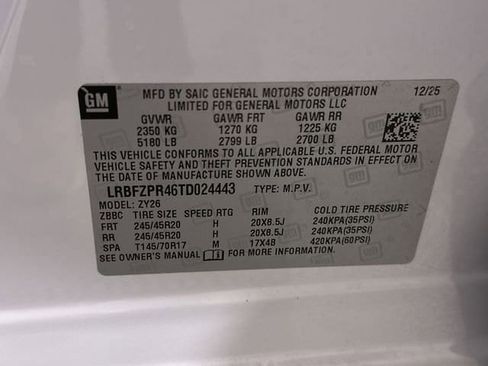 GM
MFD BY SAIC GENERAL MOTORS CORPORATION 12/25
LIMITED FOR GENERAL MOTORS LLC
GVWR GAWR FRT GAWR RR
2350 KG 1270 KG 1225 KG
5180 LB 2799 LB 2700 LB
THIS VEHICLE CONFORMS TO ALL APPLICABLE U.S. FEDERAL MOTOR
VEHICLE SAFETY AND THEFT PREVENTION STANDARDS IN EFFECT ON
THE DATE OF MANUFACTURE SHOWN ABOVE.
LRBFZPR46TD024443 TYPE: M.P.V.
MODEL: ZY26
ZBBC TIRE SIZE SPEED RTG RIM COLD TIRE PRESSURE
FRT 245/45R20 H 20X8.5J 240KPA(35PSI)
RR 245/45R20 H 20X8.5J 240KPA(35PSI)
SPA T145/70R17 M 17X4B 420KPA(60PSI)
SEE OWNER'S MANUAL FOR MORE INFORMATION.